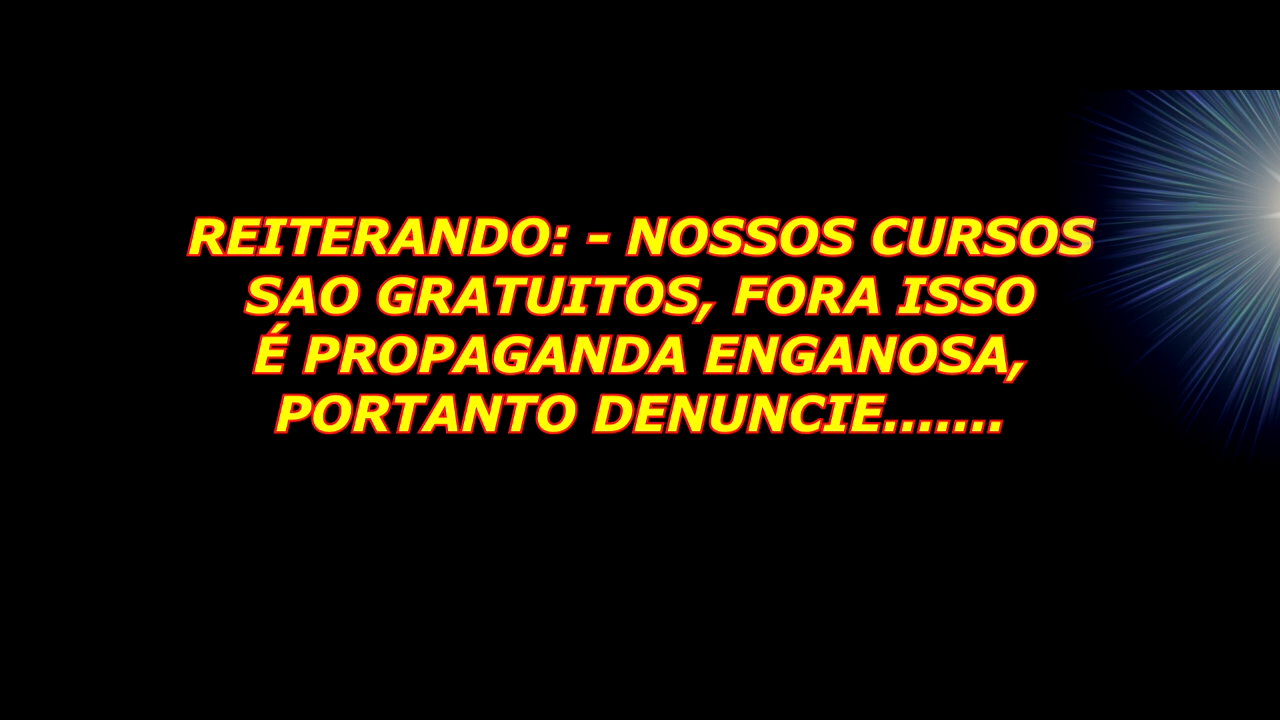 REITERANDO: - NOSSOS CURSOS
SAO GRATUITOS, FORA ISSO
É PROPAGANDA ENGANOSA,
PORTANTO DENUNCIE.......